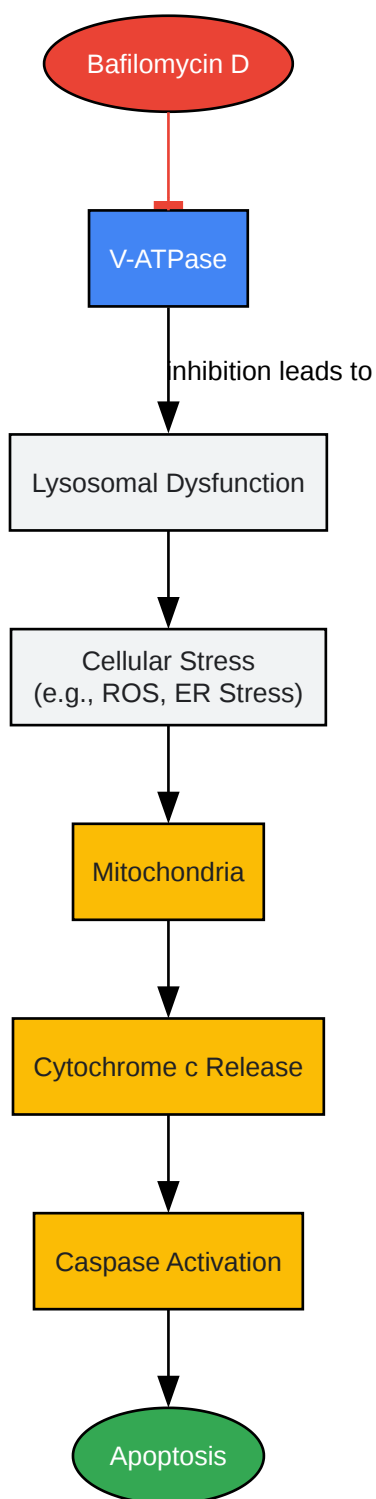 Bafilomycin D
V-ATPase
inhibition leads to
Lysosomal Dysfunction
Cellular Stress
(e.g., ROS, ER Stress)
Mitochondria
Cytochrome c Release
Caspase Activation
Apoptosis